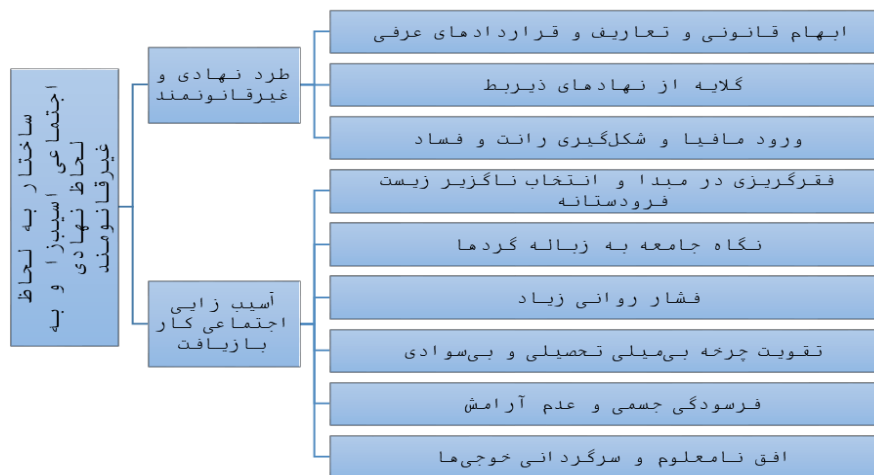 ساختار به لحاظ
اجتماعی اسیب‌زا و به
لحاظ نهادی
غیرقانونمند
طرد نهادی و
غیرقانونمند
ابهام قانونی و تعاریف و قراردادهای عرفی
گلایه از نهادهای ذیربط
ورود مافیا و شکل‌گیری رانت و فساد
آسیب زایی
اجتماعی کار
بازیافت
فقرگریزی در مبدا و انتخاب ناگزیر زیست
فرودستانه
نگاه جامعه به زباله گردها
فشار روانی زیاد
تقویت چرخه بی‌میلی تحصیلی و بی‌سوادی
فرسودگی جسمی و عدم آرامش
افق نامعلوم و سرگردانی خوجی‌ها